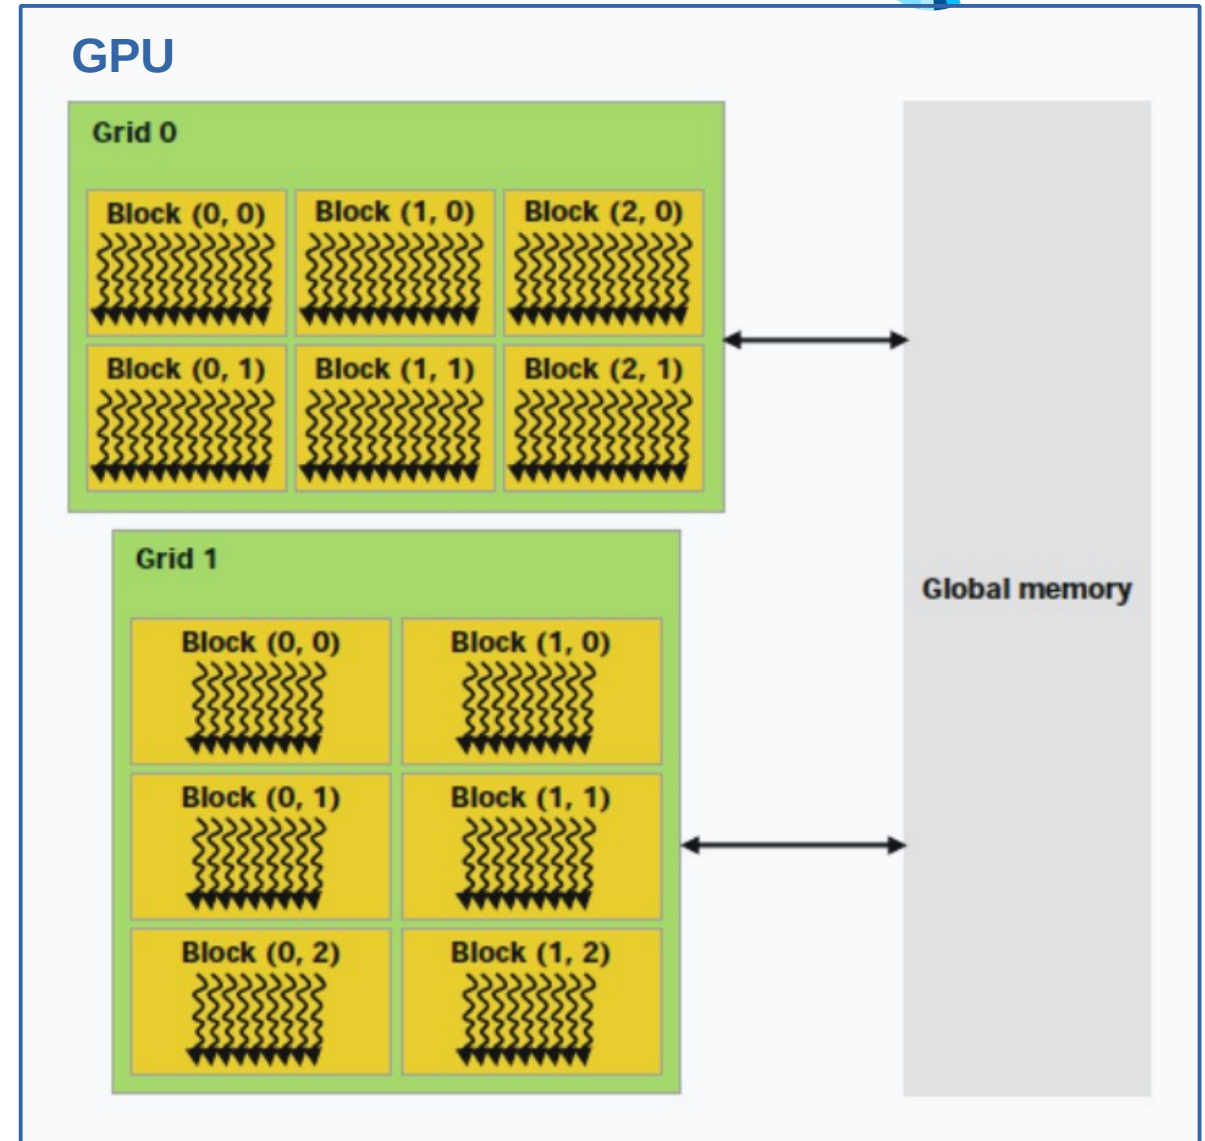 GPU
Grid 0
Block (0, 0) Block (1, 0) Block (2, 0)
Block (0, 1) Block (1, 1) Block (2, 1)
Grid 1
Block (0, 0) Block (1, 0)
Block (0, 1) Block (1, 1)
Block (0, 2) Block (1, 2)
Global memory